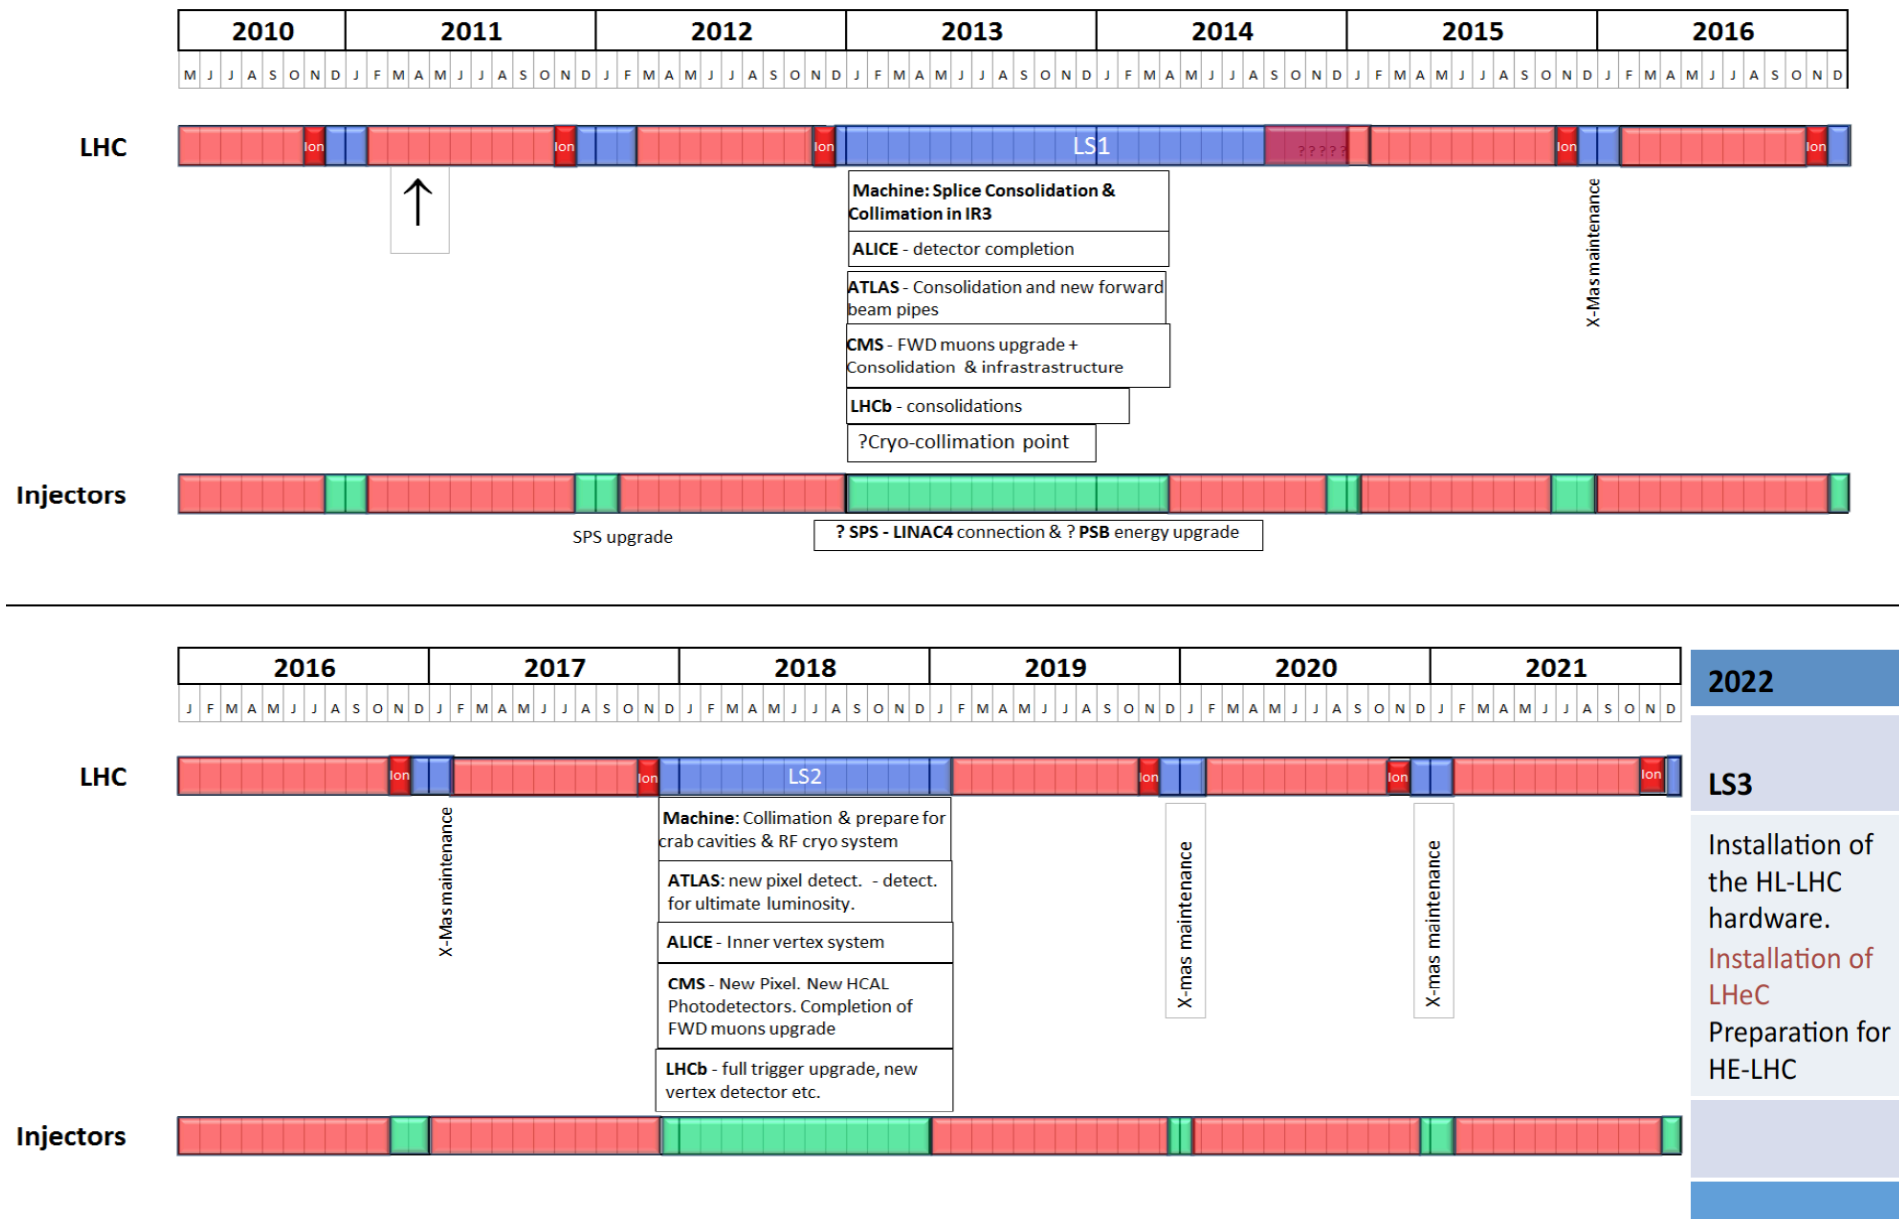 2010 2011 2012 2013 2014 2015 2016
M J J A S O N D J F M A M J J A S O N D J F M A M J J A S O N D J F M A M J J A S O N D J F M A M J J A S O N D J F M A M J J A S O N D J F M A M J J A S O N D
LHC
Ion Ion Ion LS1 ????? Ion Ion
Machine: Splice Consolidation &
Collimation in IR3
ALICE - detector completion
ATLAS - Consolidation and new forward
beam pipes
CMS - FWD muons upgrade +
Consolidation & infrastrastructure
LHCb - consolidations
?Cryo-collimation point
X-Mas maintenance
Injectors
SPS upgrade
? SPS - LINAC4 connection & ? PSB energy upgrade
2016 2017 2018 2019 2020 2021
J F M A M J J A S O N D J F M A M J J A S O N D J F M A M J J A S O N D J F M A M J J A S O N D J F M A M J J A S O N D J F M A M J J A S O N D
LHC
Ion Ion LS2 Ion Ion Ion
X-Mas maintenance
Machine: Collimation & prepare for
crab cavities & RF cryo system
ATLAS: new pixel detect. - detect.
for ultimate luminosity.
ALICE - Inner vertex system
CMS - New Pixel. New HCAL
Photodetectors. Completion of
FWD muons upgrade
LHCb - full trigger upgrade, new
vertex detector etc.
X-mas maintenance
X-mas maintenance
Injectors
2022
LS3
Installation of
the HL-LHC
hardware.
Installation of
LHeC
Preparation for
HE-LHC